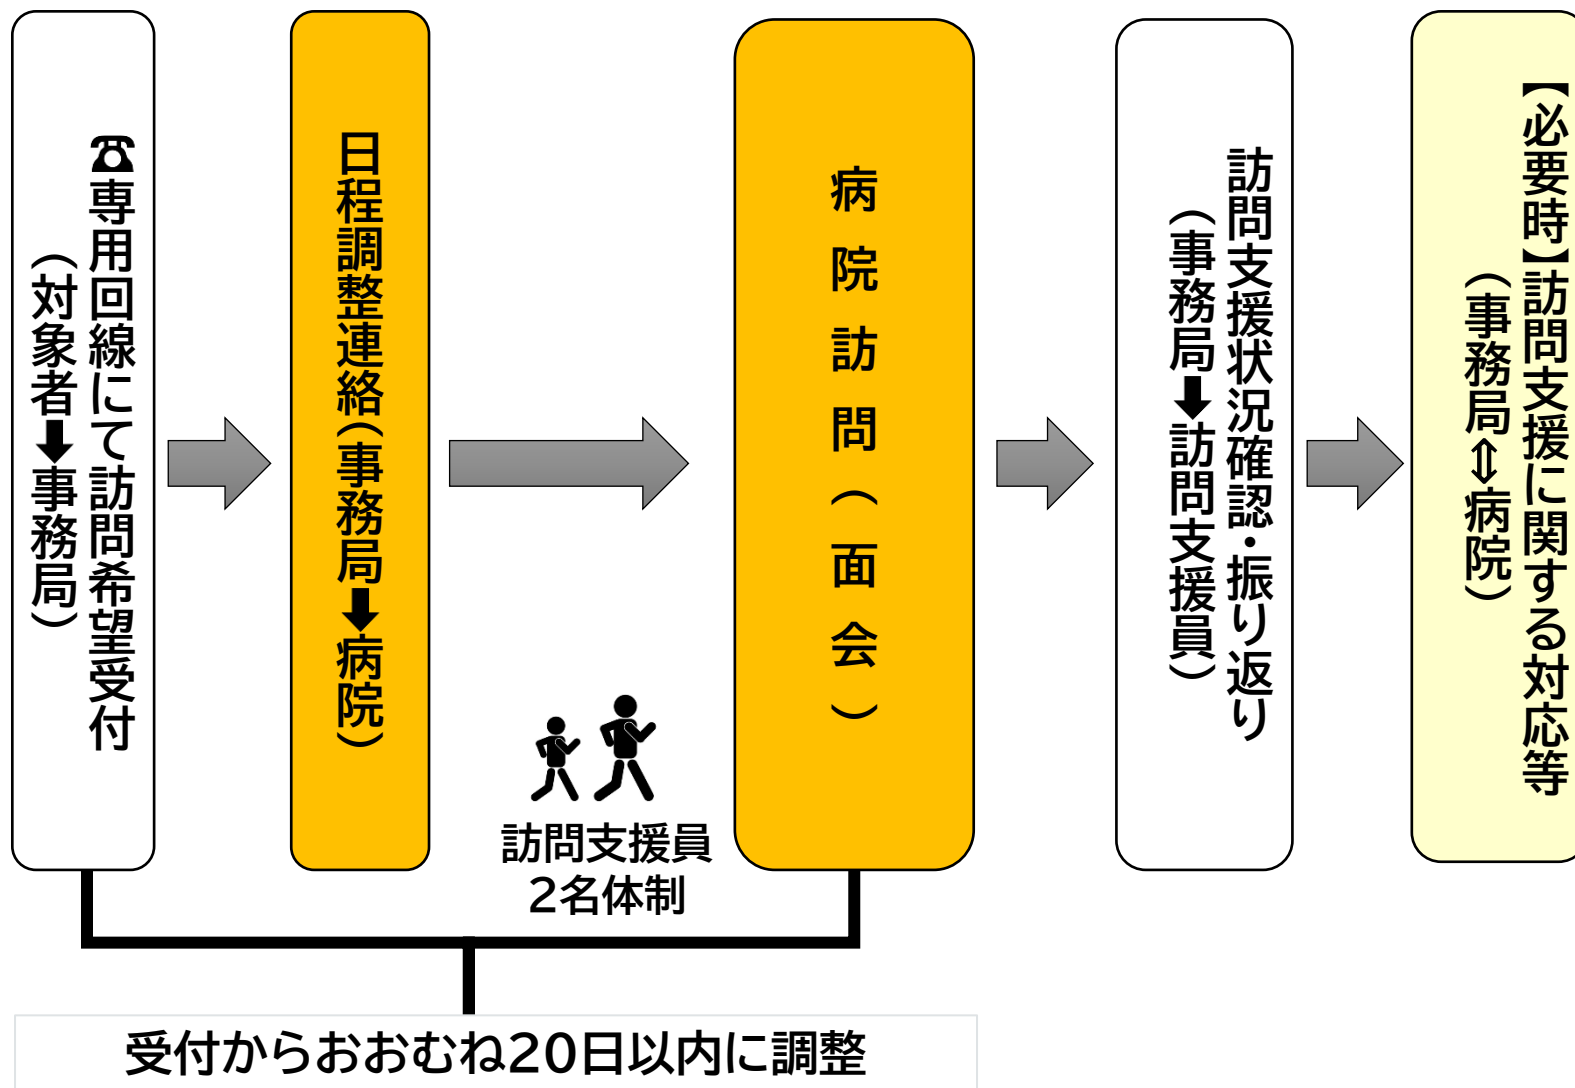 ☎専用回線にて訪問希望受付
（対象者➡事務局）
日程調整連絡（事務局➡病院）
病院訪問（面会）
訪問支援状況確認・振り返り
（事務局➡訪問支援員）
【必要時】訪問支援に関する対応等
（事務局⇔病院）
訪問支援員
2名体制
受付からおおむね20日以内に調整